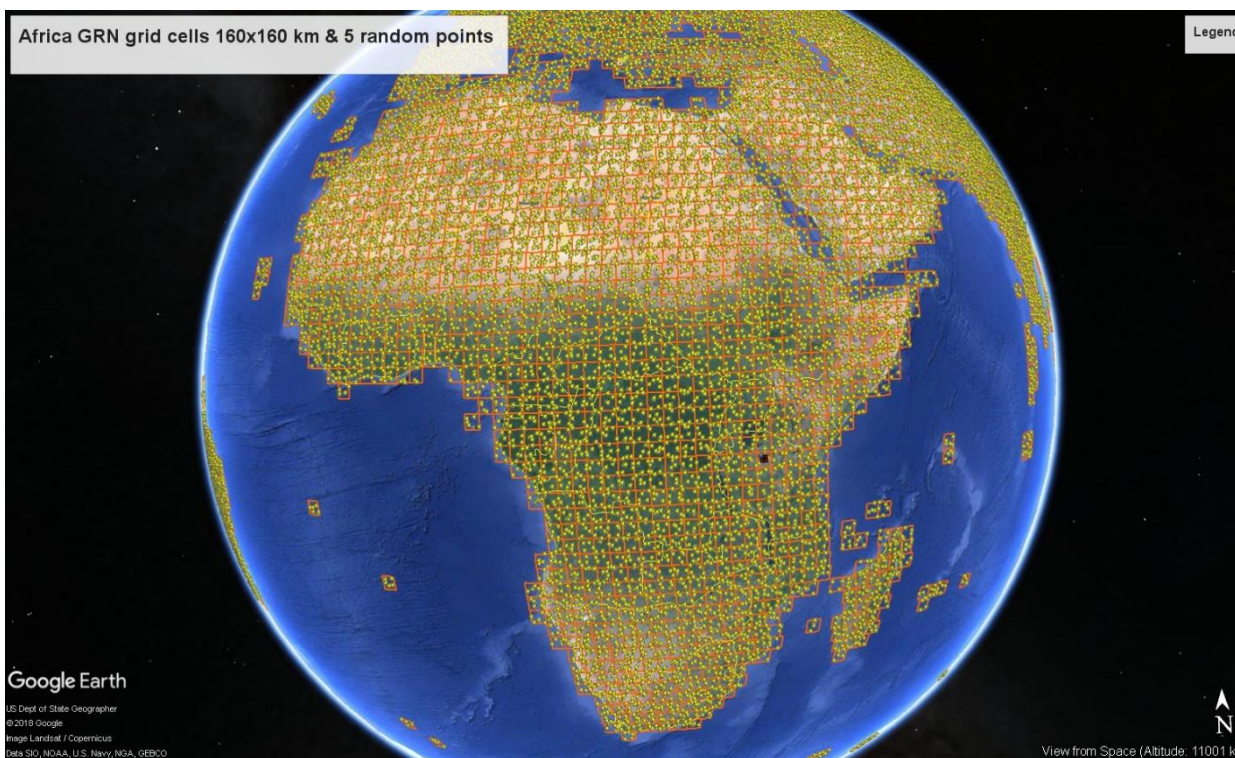 Africa GRN grid cells 160x160 km & 5 random points
Legend
Google Earth
US Dept of State Geographer
© 2018 Google
Image Landsat / Copernicus
Data SIO, NOAA, U.S. Navy, NGA, GEBCO
N
View from Space (Altitude: 11001 k